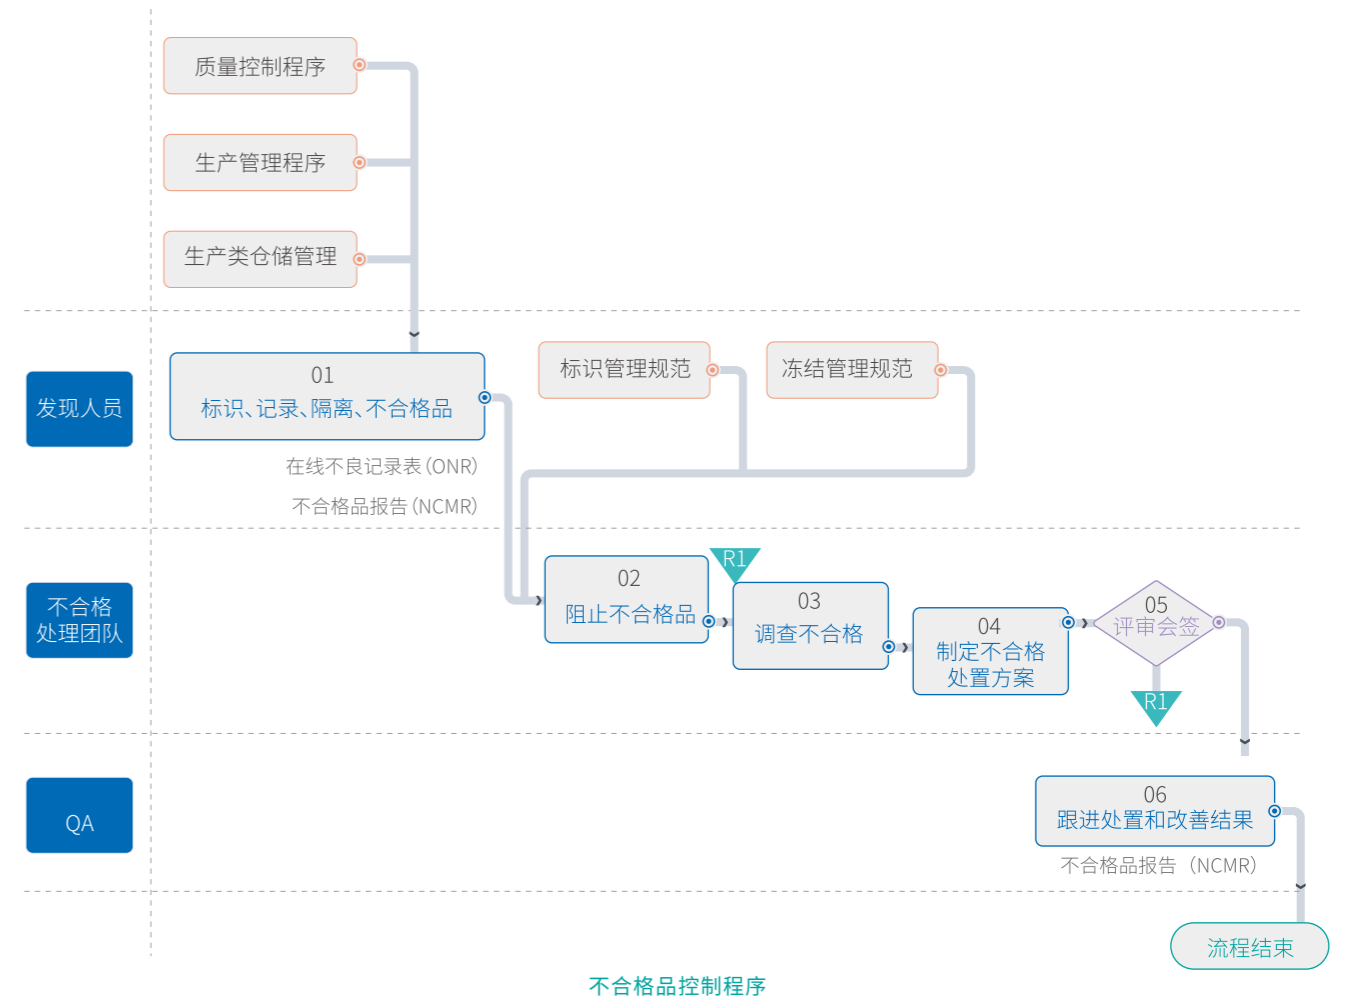 质量控制程序
生产管理程序
生产类仓储管理
发现人员
01
标识、记录、隔离、不合格品
标识管理规范
冻结管理规范
在线不良记录表(ONR)
不合格品报告(NCMR)
不合格
处理团队
02
阻止不合格品
R1
03
调查不合格
04
制定不合格
处置方案
05
评审会签
R1
QA
06
跟进处置和改善结果
不合格品报告 (NCMR)
流程结束
不合格品控制程序